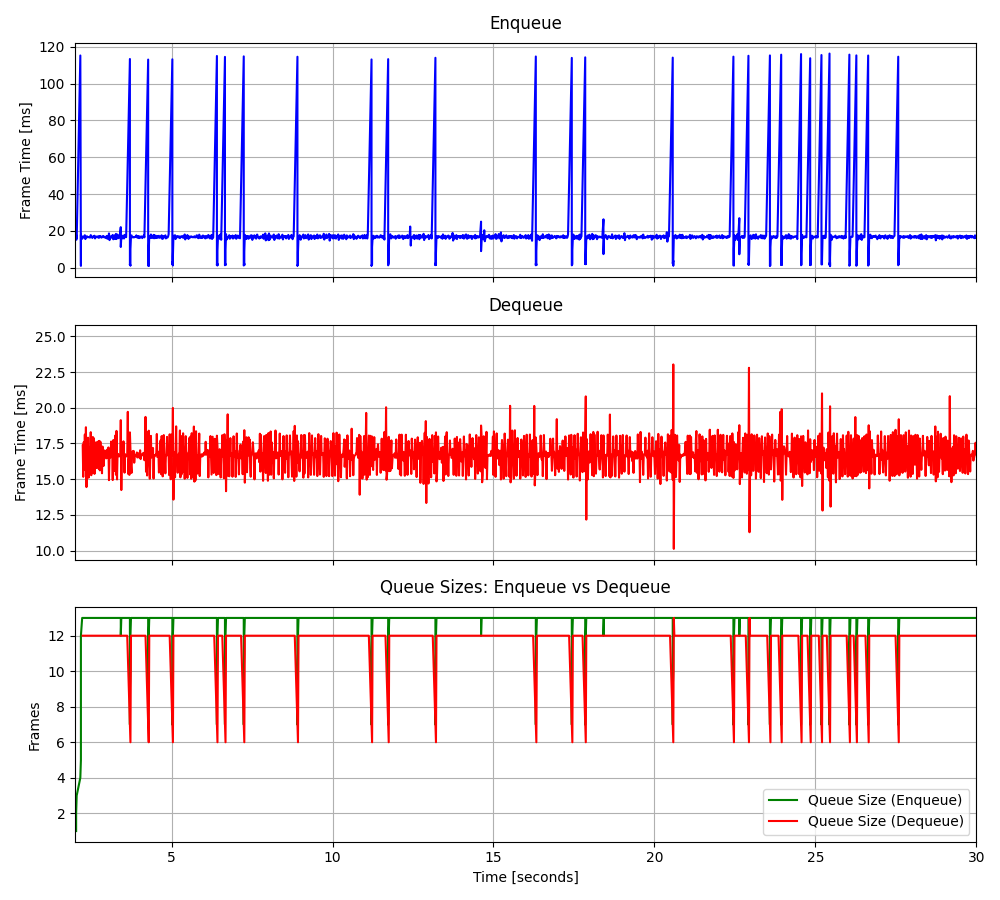 Enqueue
Frame Time [ms]
120
100
80
60
40
20
0
Dequeue
Frame Time [ms]
25.0
22.5
20.0
17.5
15.0
12.5
10.0
Queue Sizes: Enqueue vs Dequeue
Frames
12
10
8
6
4
2
Queue Size (Enqueue)
Queue Size (Dequeue)
5 10 15 20 25 30
Time [seconds]